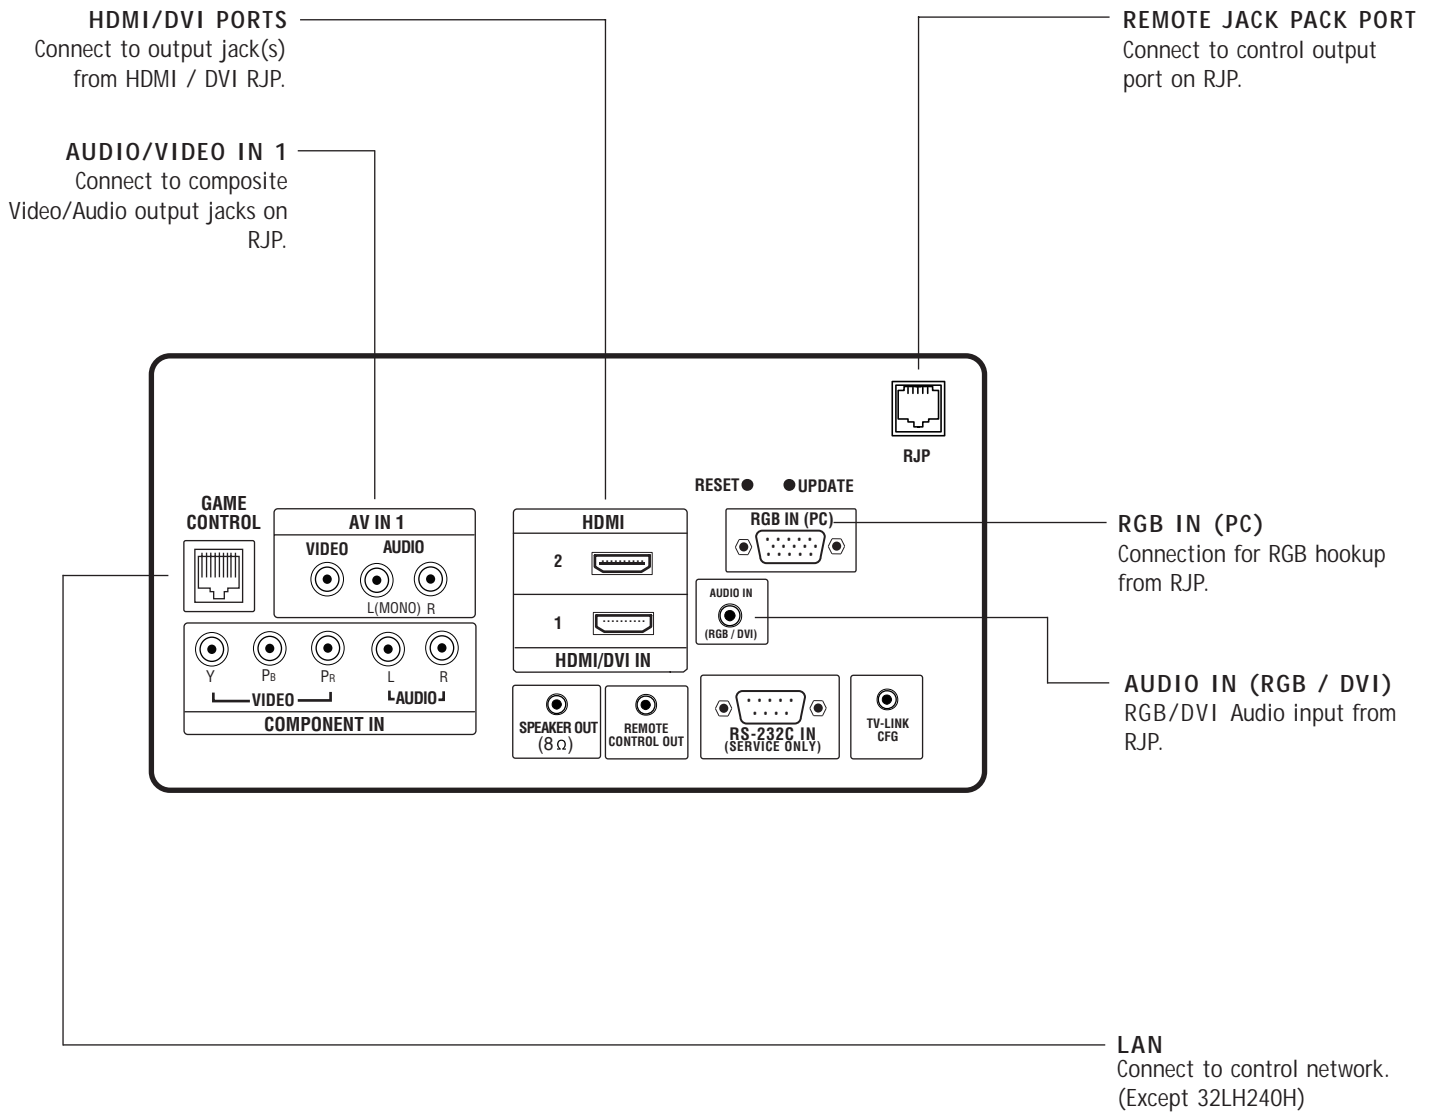 HDMI/DVI PORTS
Connect to output jack(s)
from HDMI / DVI RJP.
REMOTE JACK PACK PORT
Connect to control output
port on RJP.
AUDIO/VIDEO IN 1
Connect to composite
Video/Audio output jacks on
RJP.
RJP
RESET
UPDATE
GAME
CONTROL
AV IN 1
VIDEO
AUDIO
L(MONO)
R
HDMI
2
1
HDMI/DVI IN
RGB IN (PC)
AUDIO IN
(RGB / DVI)
Y
PB
PR
L
R
VIDEO
AUDIO
COMPONENT IN
SPEAKER OUT
(8 Ω)
REMOTE
CONTROL OUT
RS-232C IN
(SERVICE ONLY)
TV-LINK
CFG
RGB IN (PC)
Connection for RGB hookup
from RJP.
AUDIO IN (RGB / DVI)
RGB/DVI Audio input from
RJP.
LAN
Connect to control network.
(Except 32LH240H)